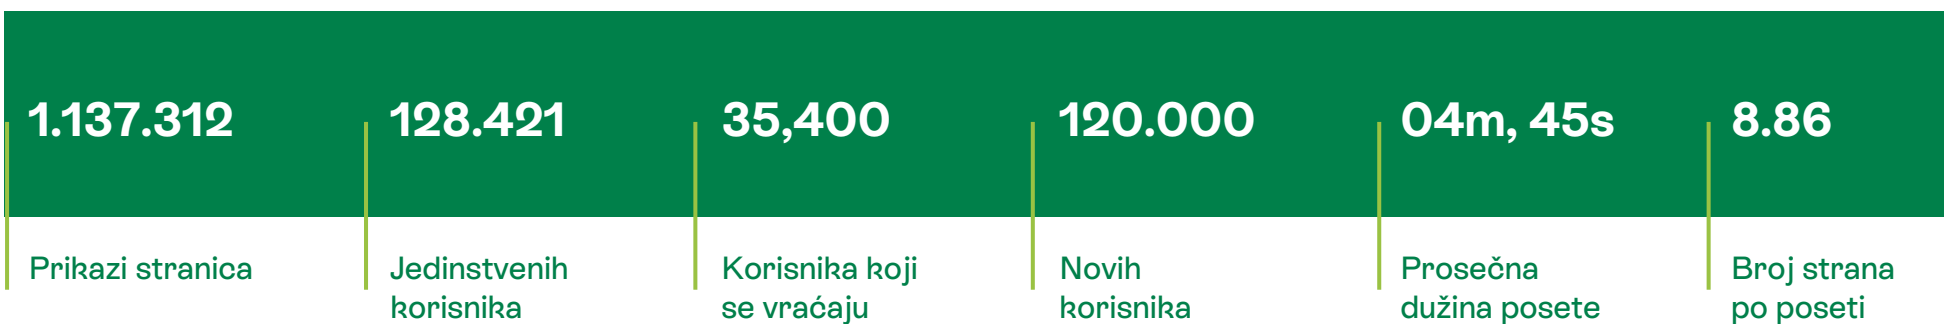 1.137.312
Prikazi stranica
128.421
Jedinstvenih
korisnika
35,400
Korisnika koji
se vraćaju
120.000
Novih
korisnika
04m, 45s
Prosečna
dužina posete
8.86
Broj strana
po poseti